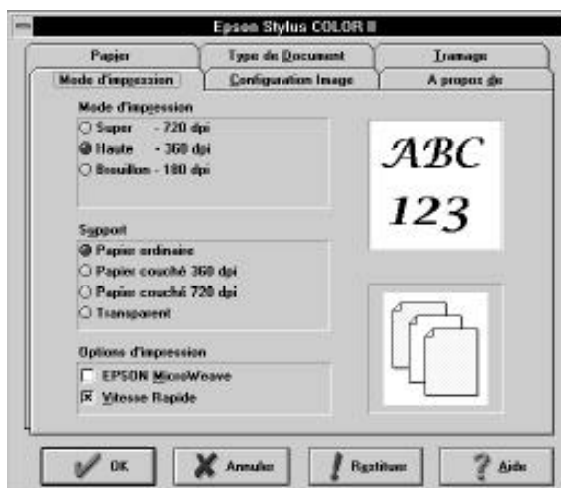 Epson Stylus COLOR II
Papier Type de Document Tramage
Mode d'impression Configuration Image A propos de
Mode d'impression
Super - 720 dpi
Haute - 360 dpi
Brouillon - 180 dpi
ABC
123
Support
Papier ordinaire
Papier couché 360 dpi
Papier couché 720 dpi
Transparent
Options d'impression
EPSON MicroWeave
Vitesse Rapide
OK Annuler Restituer Aide